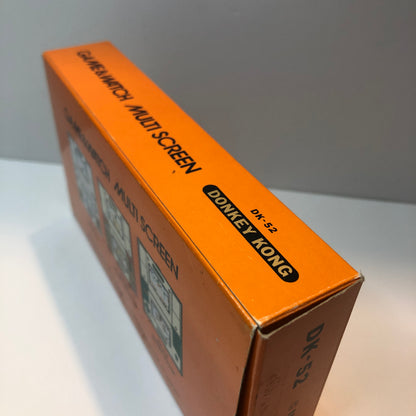 GAME&WATCH MULTI SCREEN
DK-52
DONKEY KONG
GAME&WATCH MULTI SCREEN
DK-52